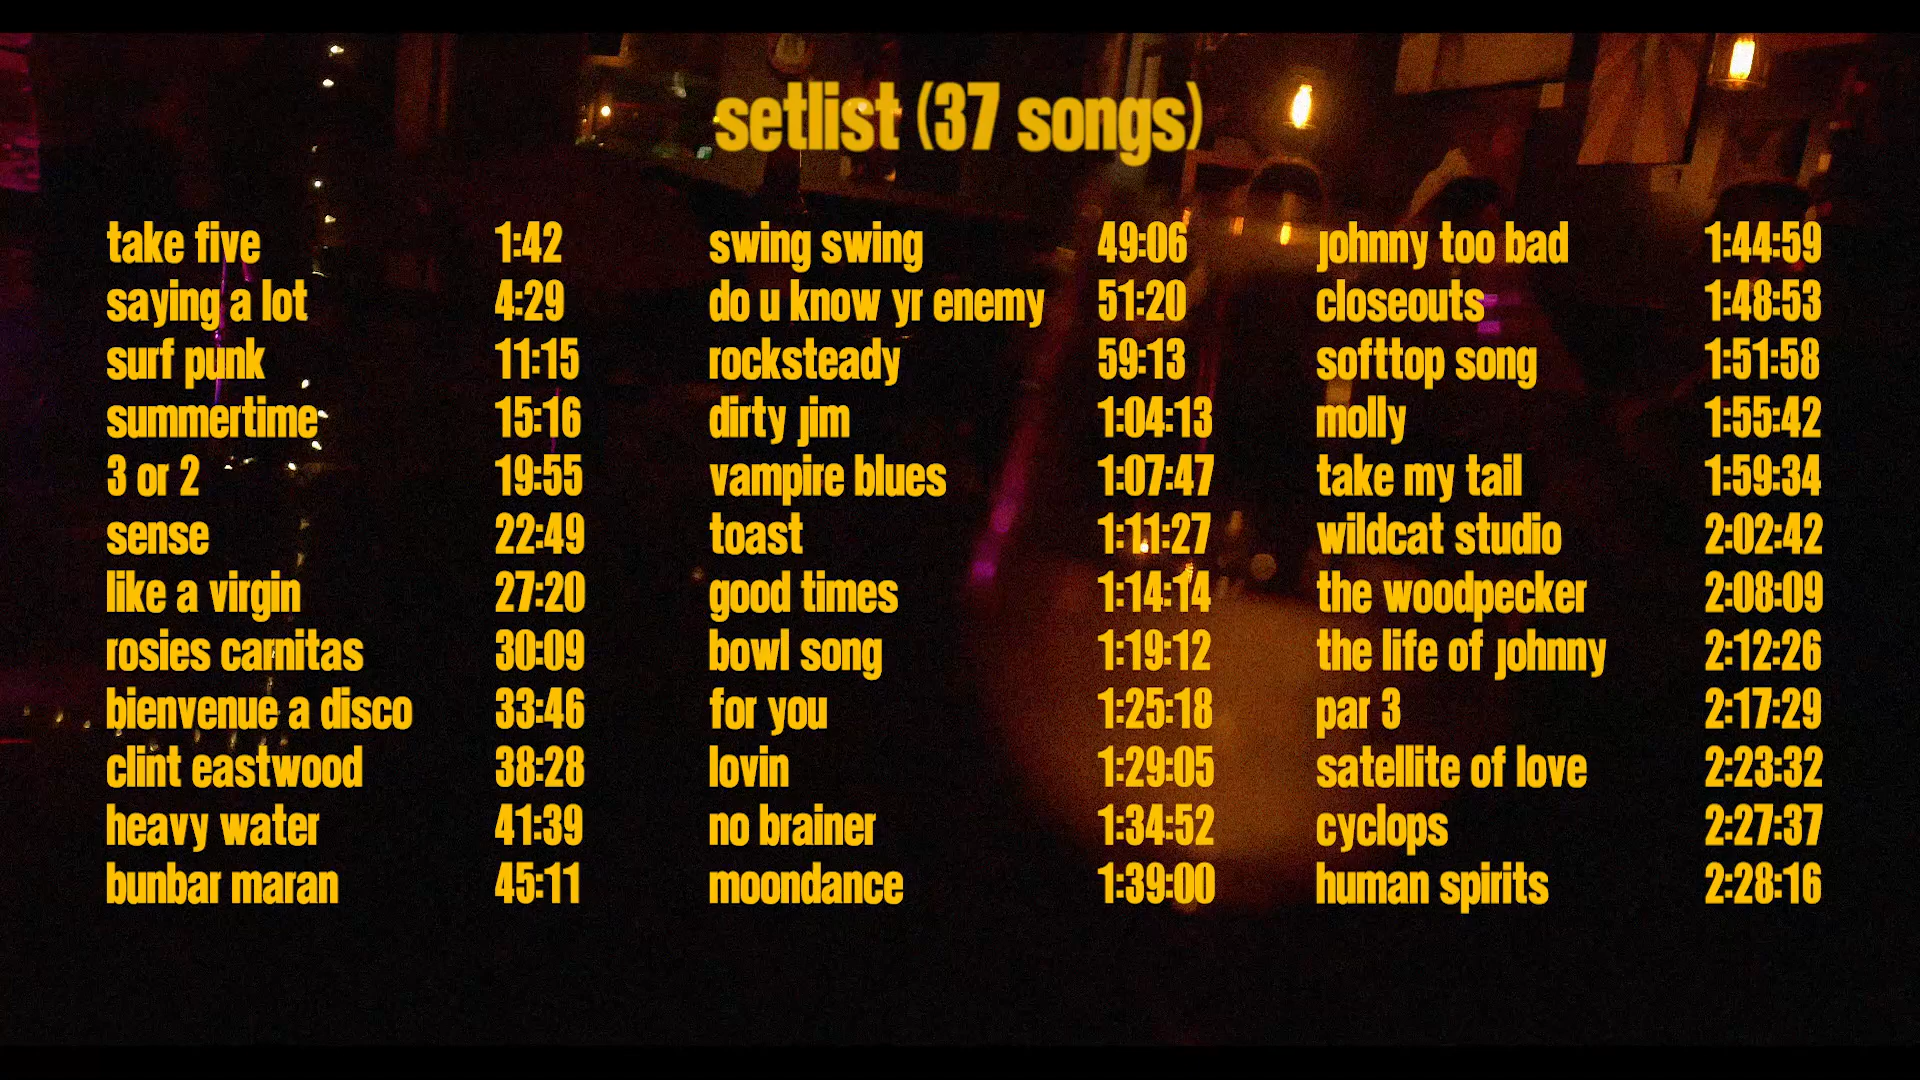 setlist (37 songs)
take five 1:42
saying a lot 4:29
surf punk 11:15
summertime 15:16
3 or 2 19:55
sense 22:49
like a virgin 27:20
rosies carnitas 30:09
bienvenue a disco 33:46
clint eastwood 38:28
heavy water 41:39
bunbar maran 45:11
swing swing 49:06
do u know yr enemy 51:20
rocksteady 59:13
dirty jim 1:04:13
vampire blues 1:07:47
toast 1:11:27
good times 1:14:14
bowl song 1:19:12
for you 1:25:18
lovin 1:29:05
no brainer 1:34:52
moondance 1:39:00
johnny too bad 1:44:59
closeouts 1:48:53
softtop song 1:51:58
molly 1:55:42
take my tail 1:59:34
wildcat studio 2:02:42
the woodpecker 2:08:09
the life of johnny 2:12:26
par 3 2:17:29
satellite of love 2:23:32
cyclops 2:27:37
human spirits 2:28:16